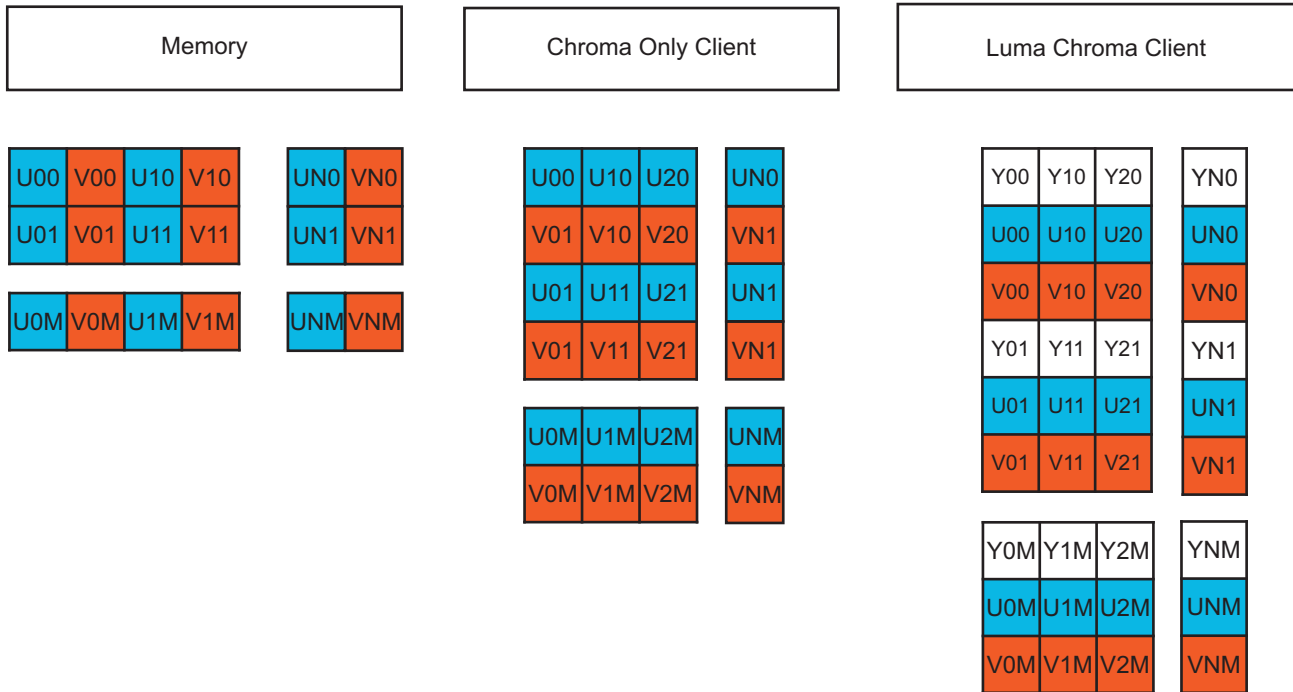 Memory
U00 V00 U10 V10 UN0 VN0
U01 V01 U11 V11 UN1 VN1
U0M V0M U1M V1M UNM VNM
Chroma Only Client
U00 U10 U20 UN0
V01 V10 V20 VN1
U01 U11 U21 UN1
V01 V11 V21 VN1
U0M U1M U2M UNM
V0M V1M V2M VNM
Luma Chroma Client
Y00 Y10 Y20 YN0
U00 U10 U20 UN0
V00 V10 V20 VN0
Y01 Y11 Y21 YN1
U01 U11 U21 UN1
V01 V11 V21 VN1
Y0M Y1M Y2M YNM
U0M U1M U2M UNM
V0M V1M V2M VNM